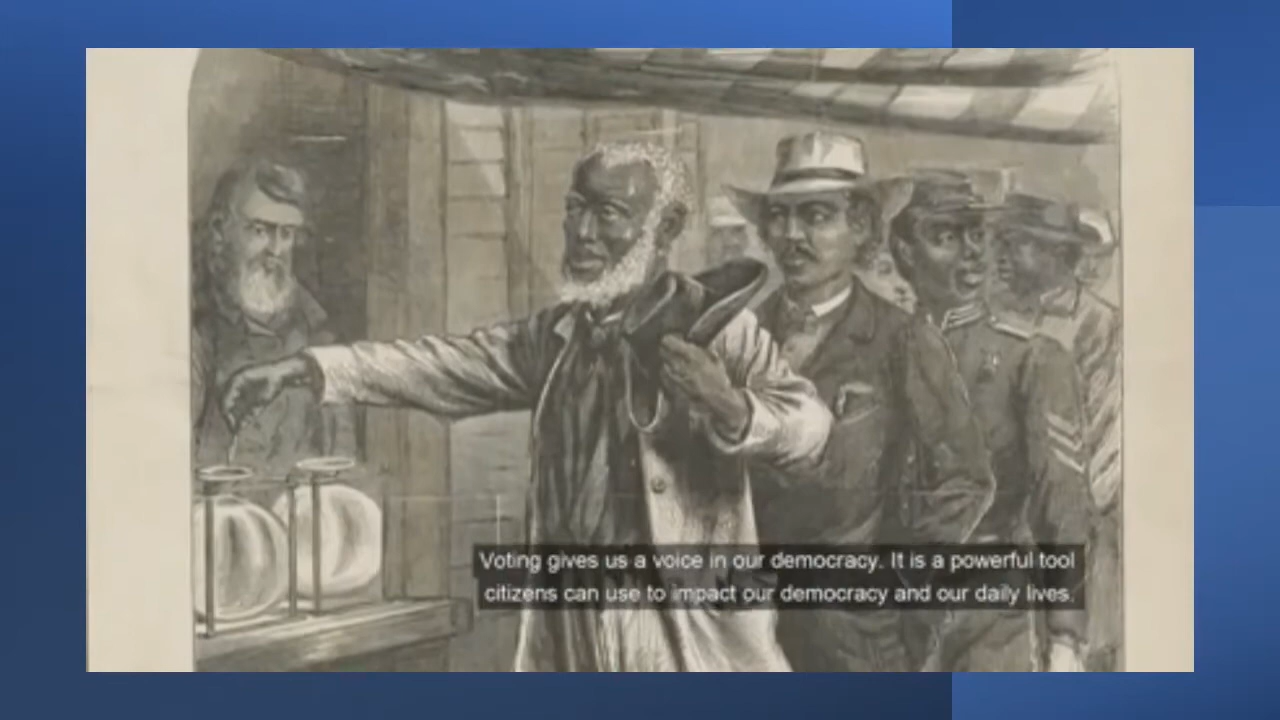 Voting gives us a voice in our democracy. It is a powerful tool
citizens can use to impact our democracy and our daily lives.